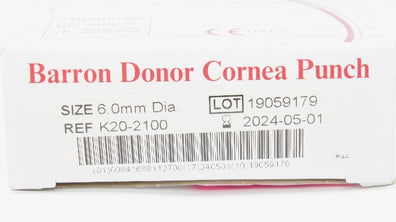 Barron Donor Cornea Punch
SIZE 6.0mm Dia. LOT 19059179
REF K20-2100 2024-05-01